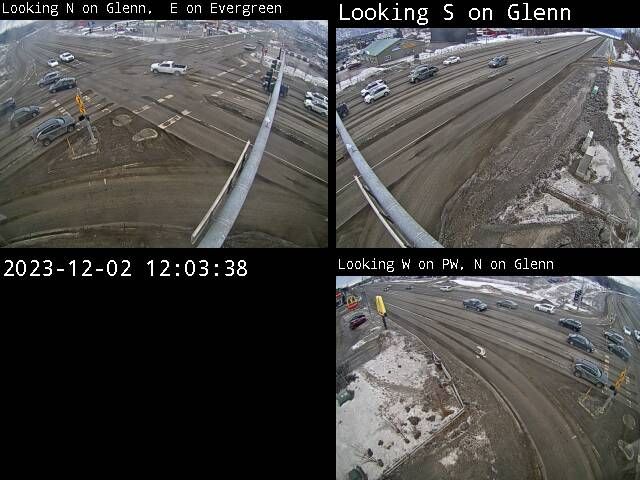 Looking N on Glenn, E on Evergreen
Looking S on Glenn
2023-12-02 12:03:38
Looking W on PW, N on Glenn